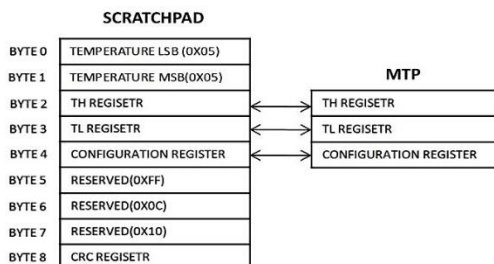 SCRATCHPAD
BYTE 0 TEMPERATURE LSB (0X05)
BYTE 1 TEMPERATURE MSB(0X05)
MTP
BYTE 2 TH REGISETR TH REGISETR
BYTE 3 TL REGISETR TL REGISETR
BYTE 4 CONFIGURATION REGISTER CONFIGURATION REGISTER
BYTE 5 RESERVED(0XFF)
BYTE 6 RESERVED(0X0C)
BYTE 7 RESERVED(0X10)
BYTE 8 CRC REGISETR